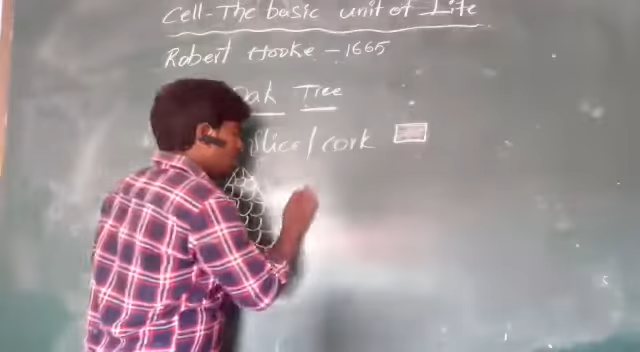 Cell-The basic unit of Life
Robert Hooke - 1665
Oak Tree
Slice/cork